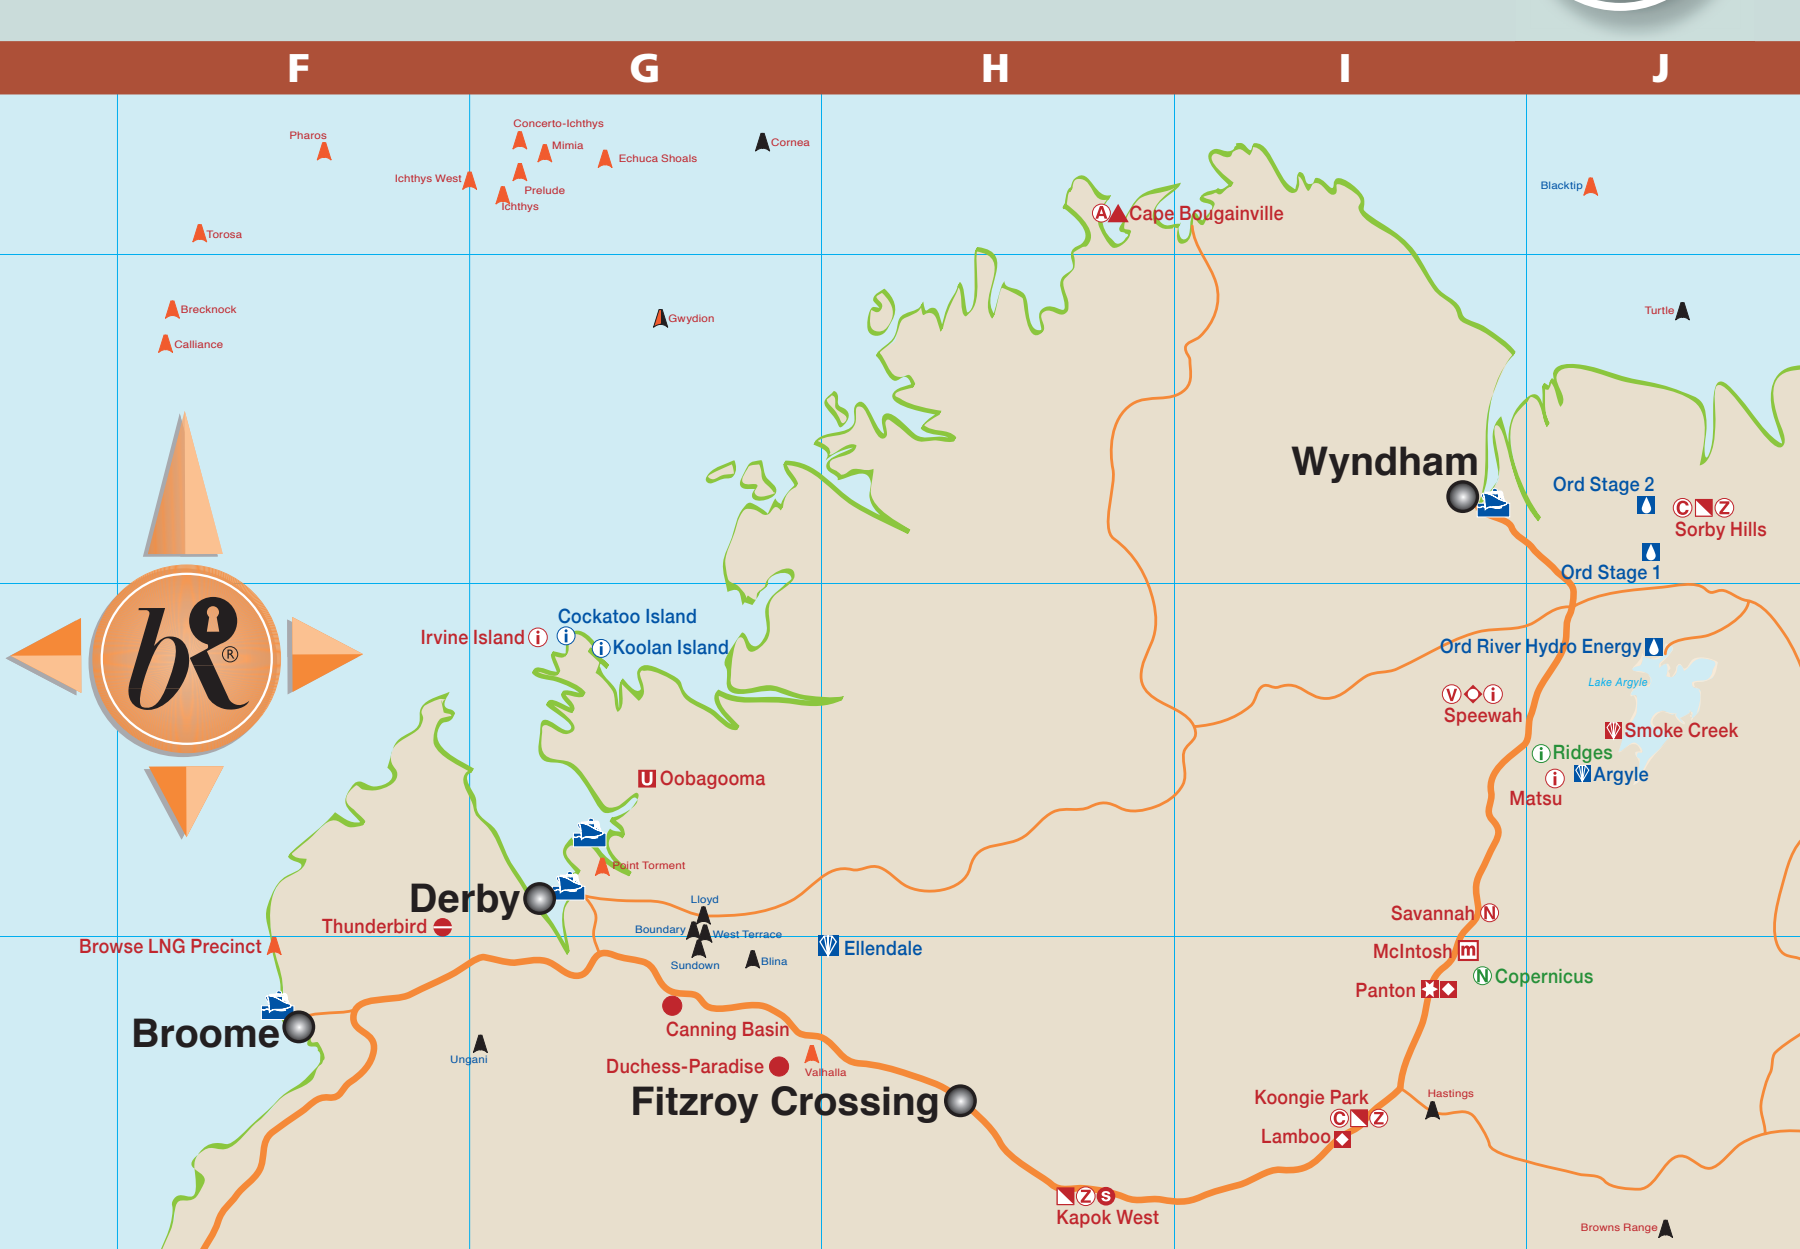 F G H I J
Concerto-Ichthys
Pharos
Mimia
Cornea
Echuca Shoals
Ichthys West
Prelude
Ichthys
Blacktip
A Cape Bougainville
Torosa
Brecknock
Gwydion
Turtle
Calliance
Wyndham
Ord Stage 2
C Z
Sorby Hills
Ord Stage 1
Cockatoo Island
Irvine Island i i
i Koolan Island
Ord River Hydro Energy
bk ®
Lake Argyle
V i
Speewah
Smoke Creek
i Ridges
U Oobagooma
i Argyle
Matsu
Point Torment
Derby
Lloyd
Savannah N
Thunderbird
Boundary
West Terrace
Browse LNG Precinct
Ellendale
McIntosh m
Sundown
Blina
N Copernicus
Panton
Canning Basin
Broome
Ungani
Duchess-Paradise
Valhalla
Fitzroy Crossing
Koongie Park
Hastings
C Z
Lamboo
Z S
Kapok West
Browns Range